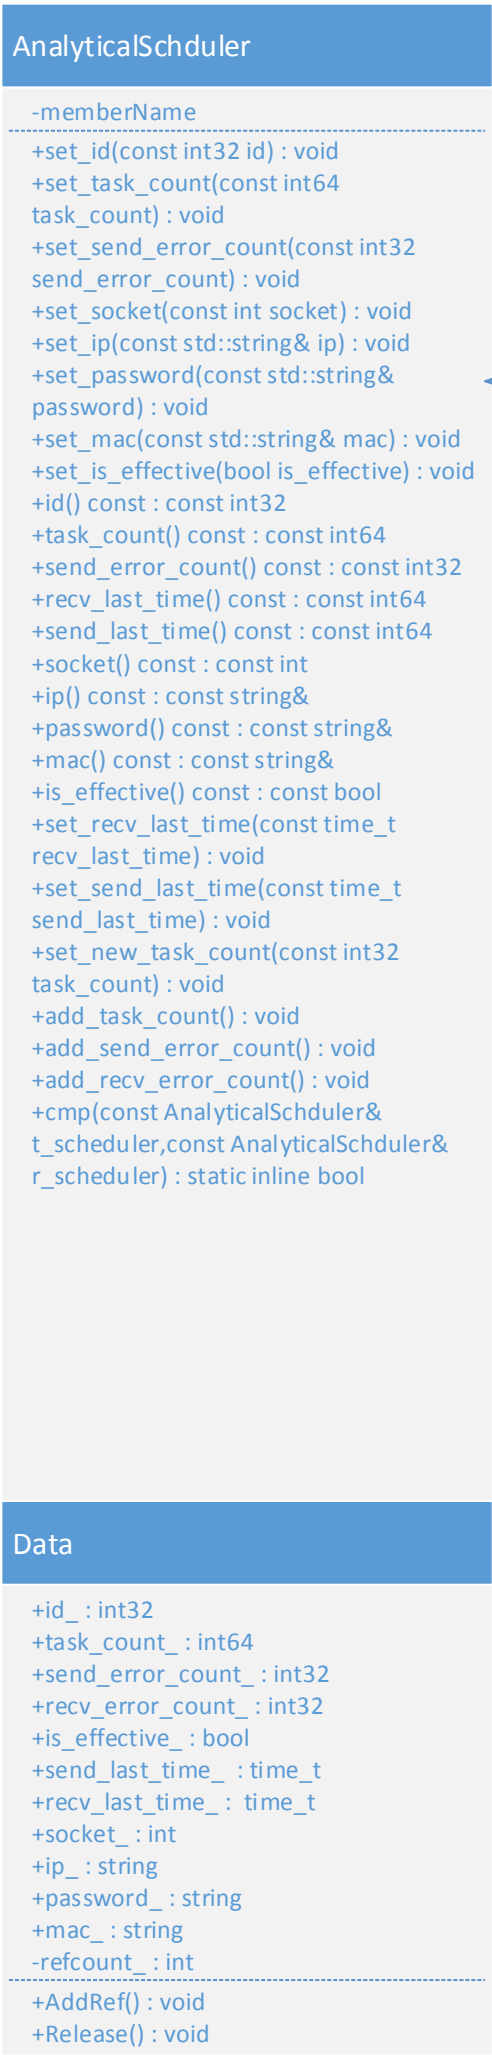 AnalyticalSchduler
-memberName
+set_id(const int32 id) : void
+set_task_count(const int64
task_count) : void
+set_send_error_count(const int32
send_error_count) : void
+set_socket(const int socket) : void
+set_ip(const std::string& ip) : void
+set_password(const std::string&
password) : void
+set_mac(const std::string& mac) : void
+set_is_effective(bool is_effective) : void
+id() const : const int32
+task_count() const : const int64
+send_error_count() const : const int32
+recv_last_time() const : const int64
+send_last_time() const : const int64
+socket() const : const int
+ip() const : const string&
+password() const : const string&
+mac() const : const string&
+is_effective() const : const bool
+set_recv_last_time(const time_t
recv_last_time) : void
+set_send_last_time(const time_t
send_last_time) : void
+set_new_task_count(const int32
task_count) : void
+add_task_count() : void
+add_send_error_count() : void
+add_recv_error_count() : void
+cmp(const AnalyticalSchduler&
t_scheduler,const AnalyticalSchduler&
r_scheduler) : static inline bool
Data
+id_ : int32
+task_count_ : int64
+send_error_count_ : int32
+recv_error_count_ : int32
+is_effective_ : bool
+send_last_time_ : time_t
+recv_last_time_ : time_t
+socket_ : int
+ip_ : string
+password_ : string
+mac_ : string
-refcount_ : int
+AddRef() : void
+Release() : void